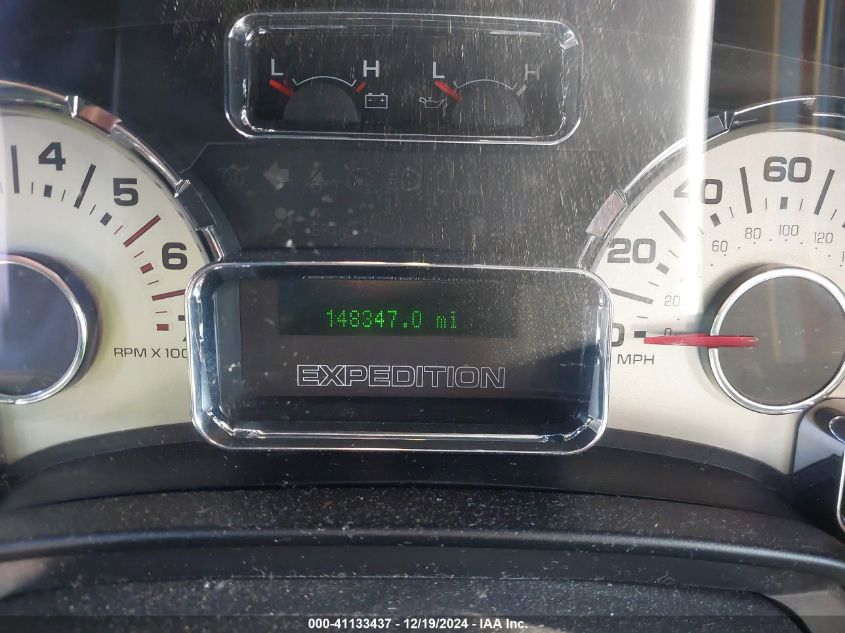 L H L H
4 5 6
RPM X 100
148347.0 mi
EXPEDITION
0 20 40 60
20 60 80 100 120
MPH
000-41133437 - 12/19/2024 - IAA Inc.